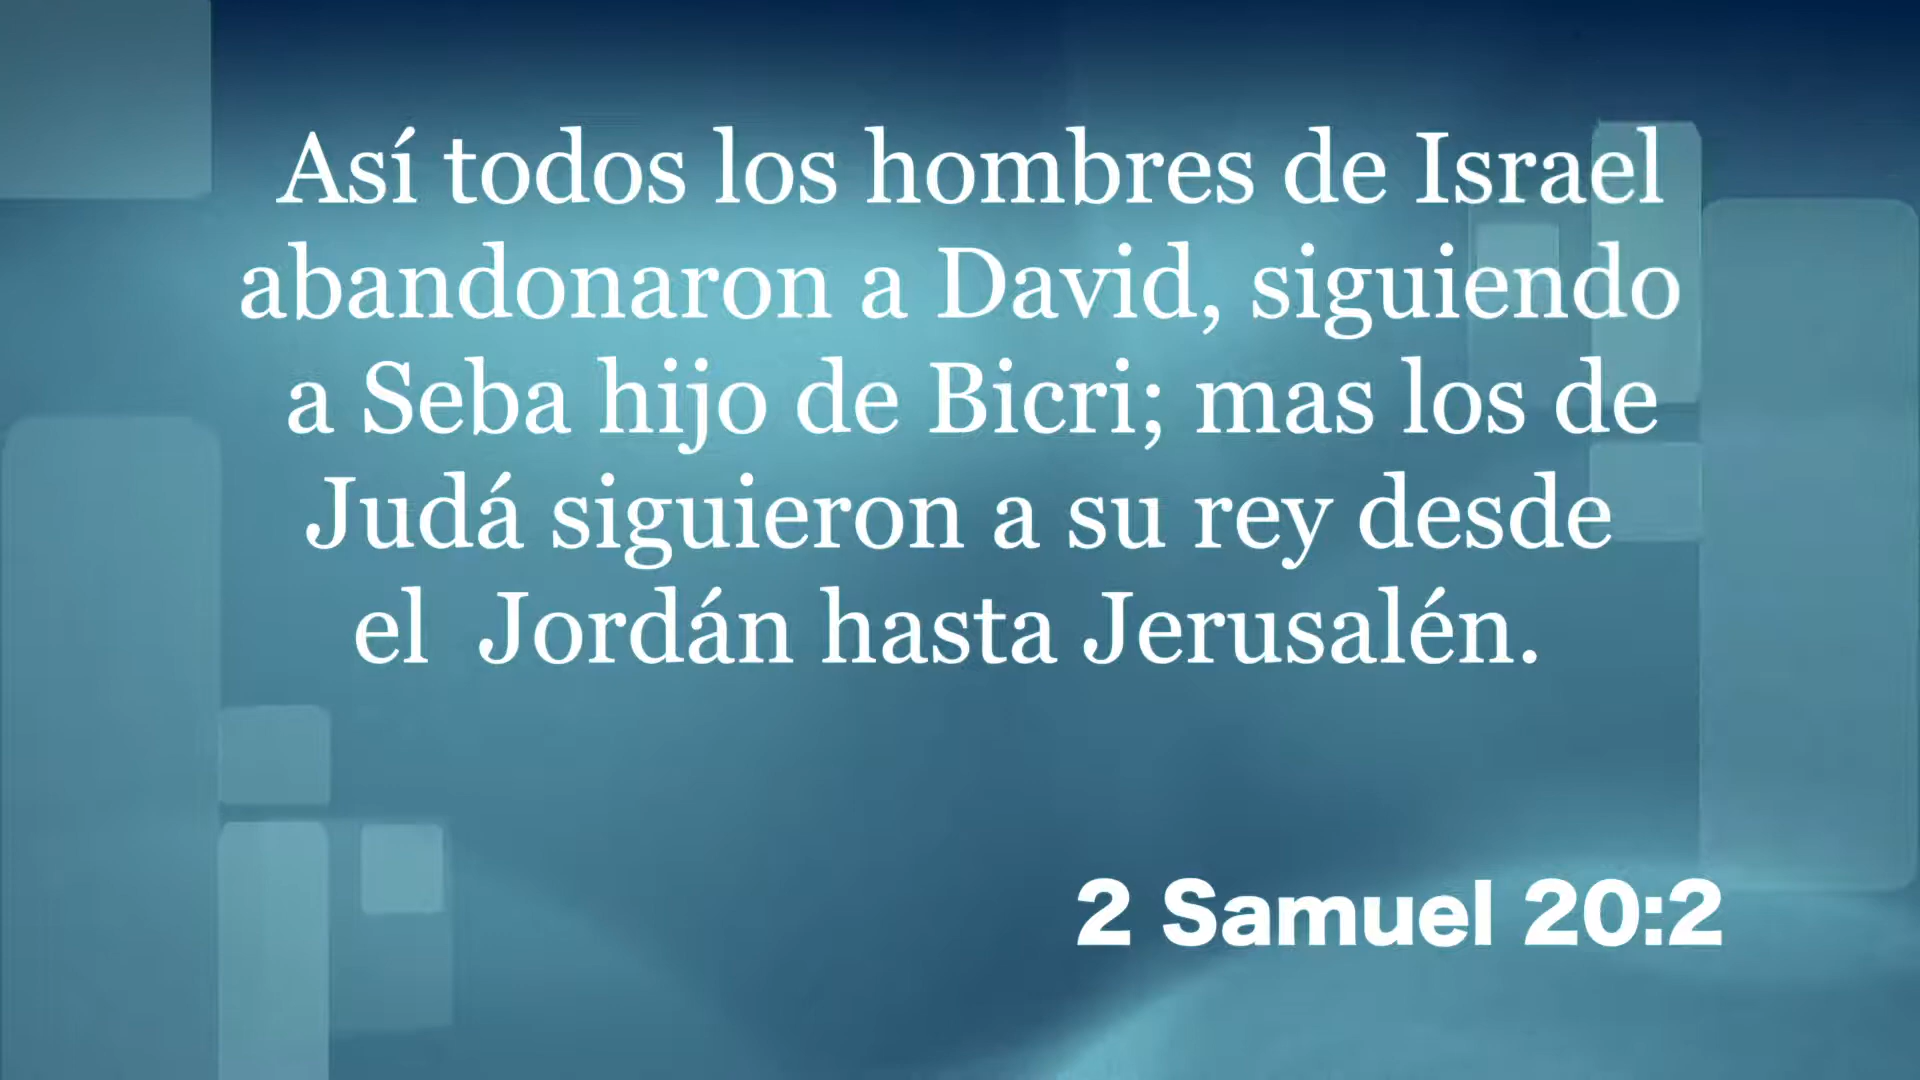 Así todos los hombres de Israel
abandonaron a David, siguiendo
a Seba hijo de Bicri; mas los de
Judá siguieron a su rey desde
el  Jordán hasta Jerusalén.
2 Samuel 20:2